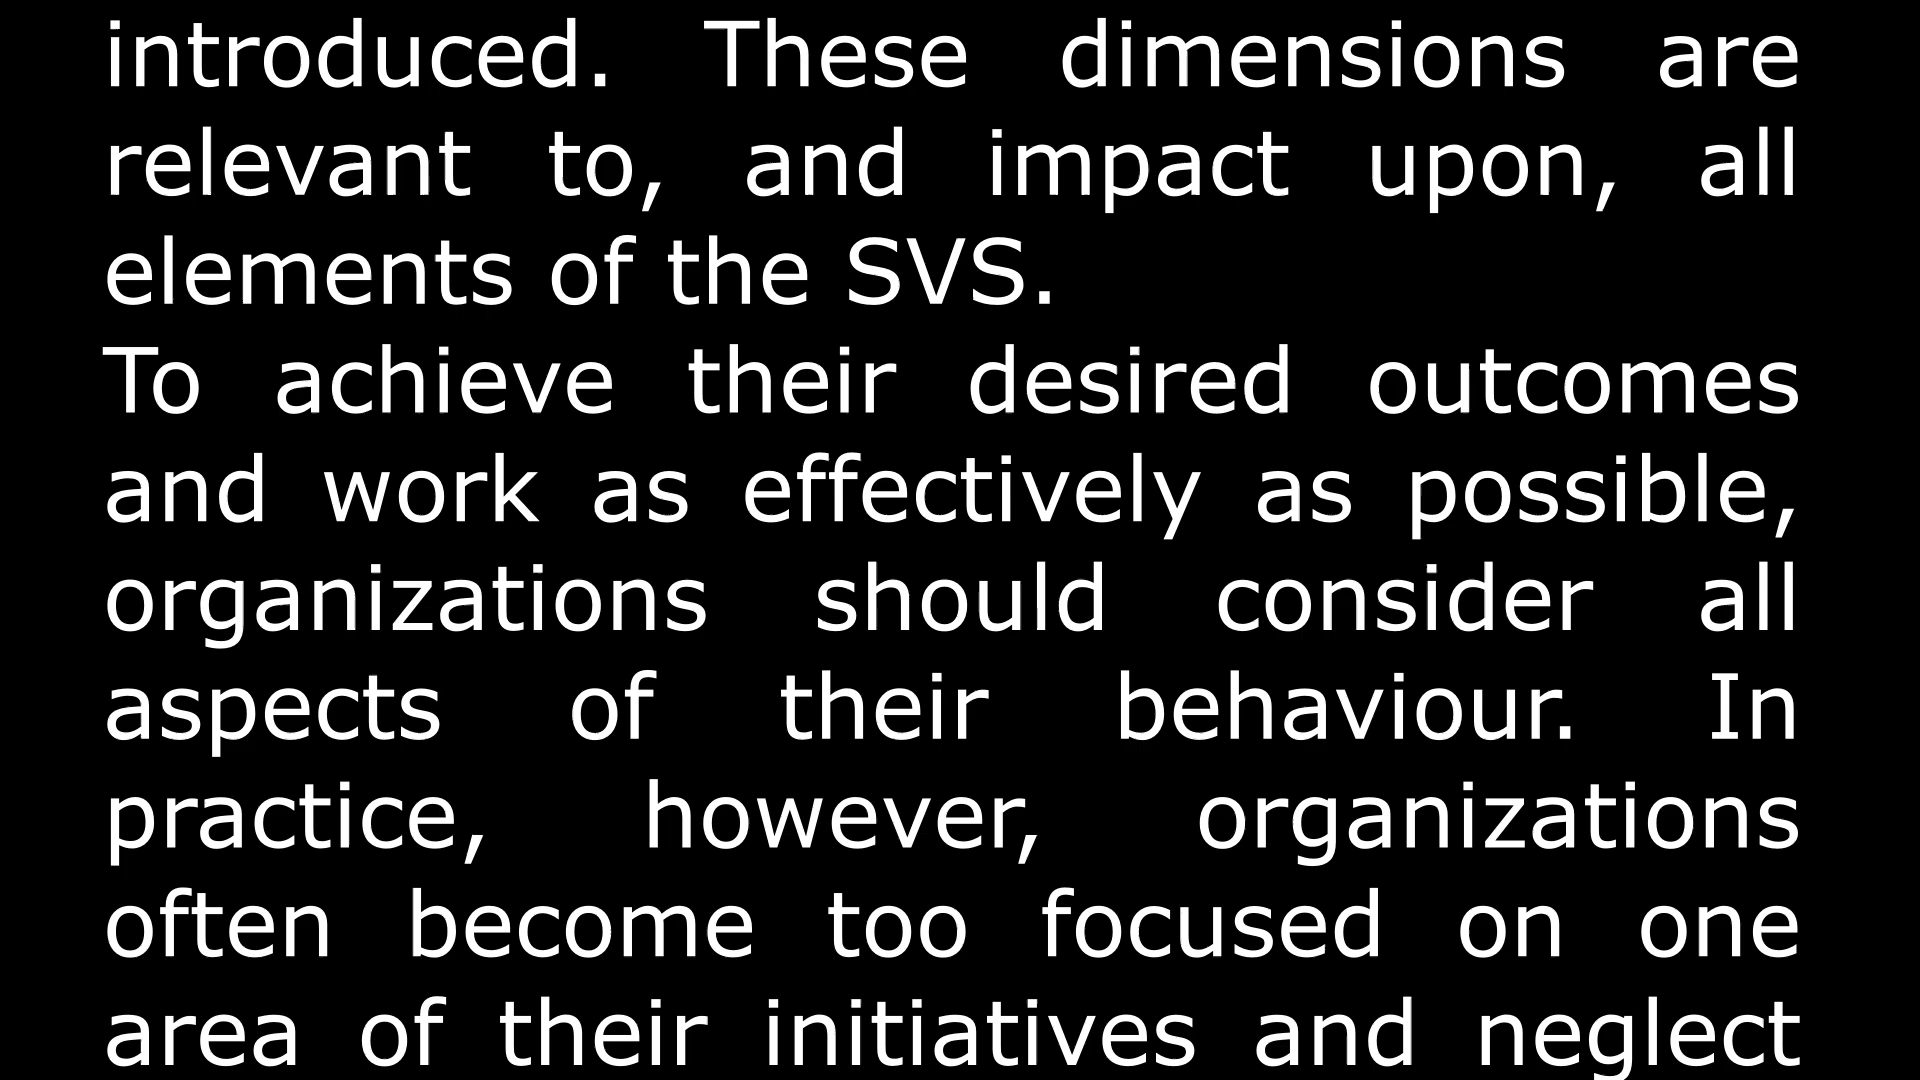 introduced. These dimensions are
relevant to, and impact upon, all
elements of the SVS.
To achieve their desired outcomes
and work as effectively as possible,
organizations should consider all
aspects of their behaviour. In
practice, however, organizations
often become too focused on one
area of their initiatives and neglect